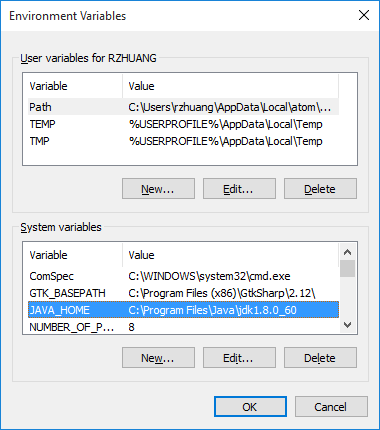 Environment Variables
User variables for RZHUANG
Variable Value
Path C:\Users\rzhuang\AppData\Local\atom\...
TEMP %USERPROFILE%\AppData\Local\Temp
TMP %USERPROFILE%\AppData\Local\Temp
New... Edit... Delete
System variables
Variable Value
ComSpec C:\WINDOWS\system32\cmd.exe
GTK_BASEPATH C:\Program Files (x86)\GtkSharp\2.12\
JAVA_HOME C:\Program Files\Java\jdk1.8.0_60
NUMBER_OF_P... 8
New... Edit... Delete
OK Cancel